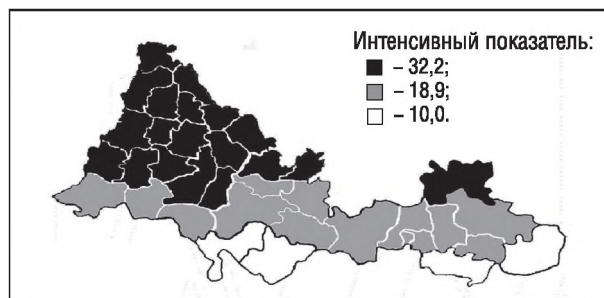 Интенсивный показатель:
– 32,2;
– 18,9;
– 10,0.